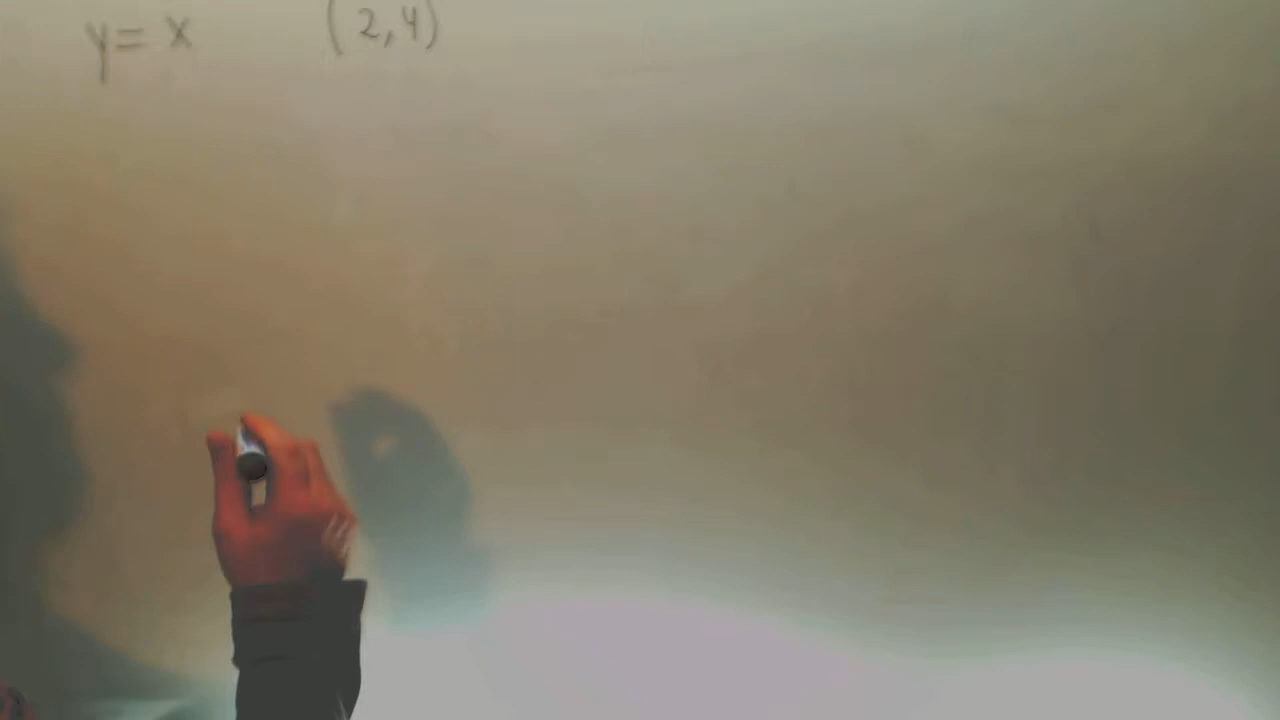 y= x (2,4)